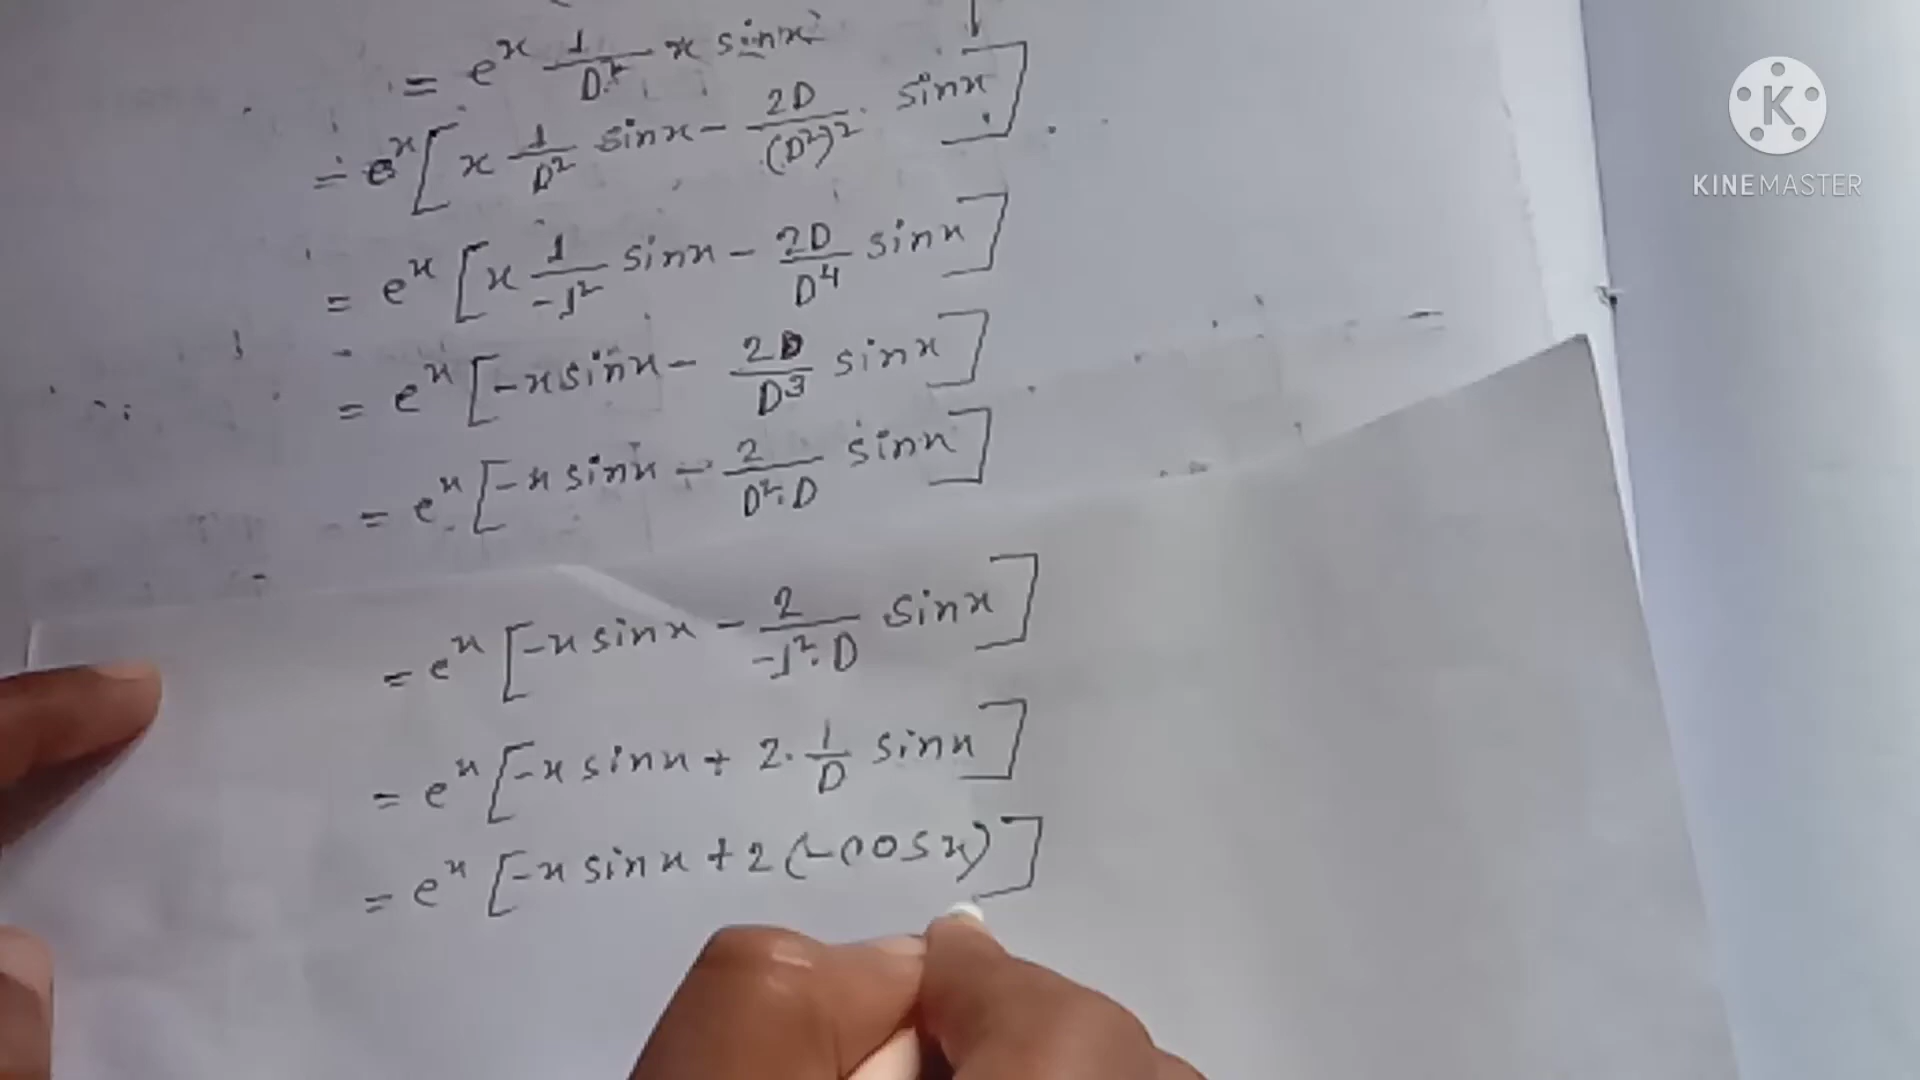 = e^x 1/D² x sinx
= e^x [x 1/D² sinx - 2D/(D²)² . sinx]
= e^x [x 1/-1² sinx - 2D/D⁴ sinx]
= e^x [-x sinx - 2D/D³ sinx]
= e^x [-x sinx - 2/D².D sinx]
= e^x [-x sinx - 2/-1².D sinx]
= e^x [-x sinx + 2. 1/D sinx]
= e^x [-x sinx + 2(-cosx)]
K
KINEMASTER